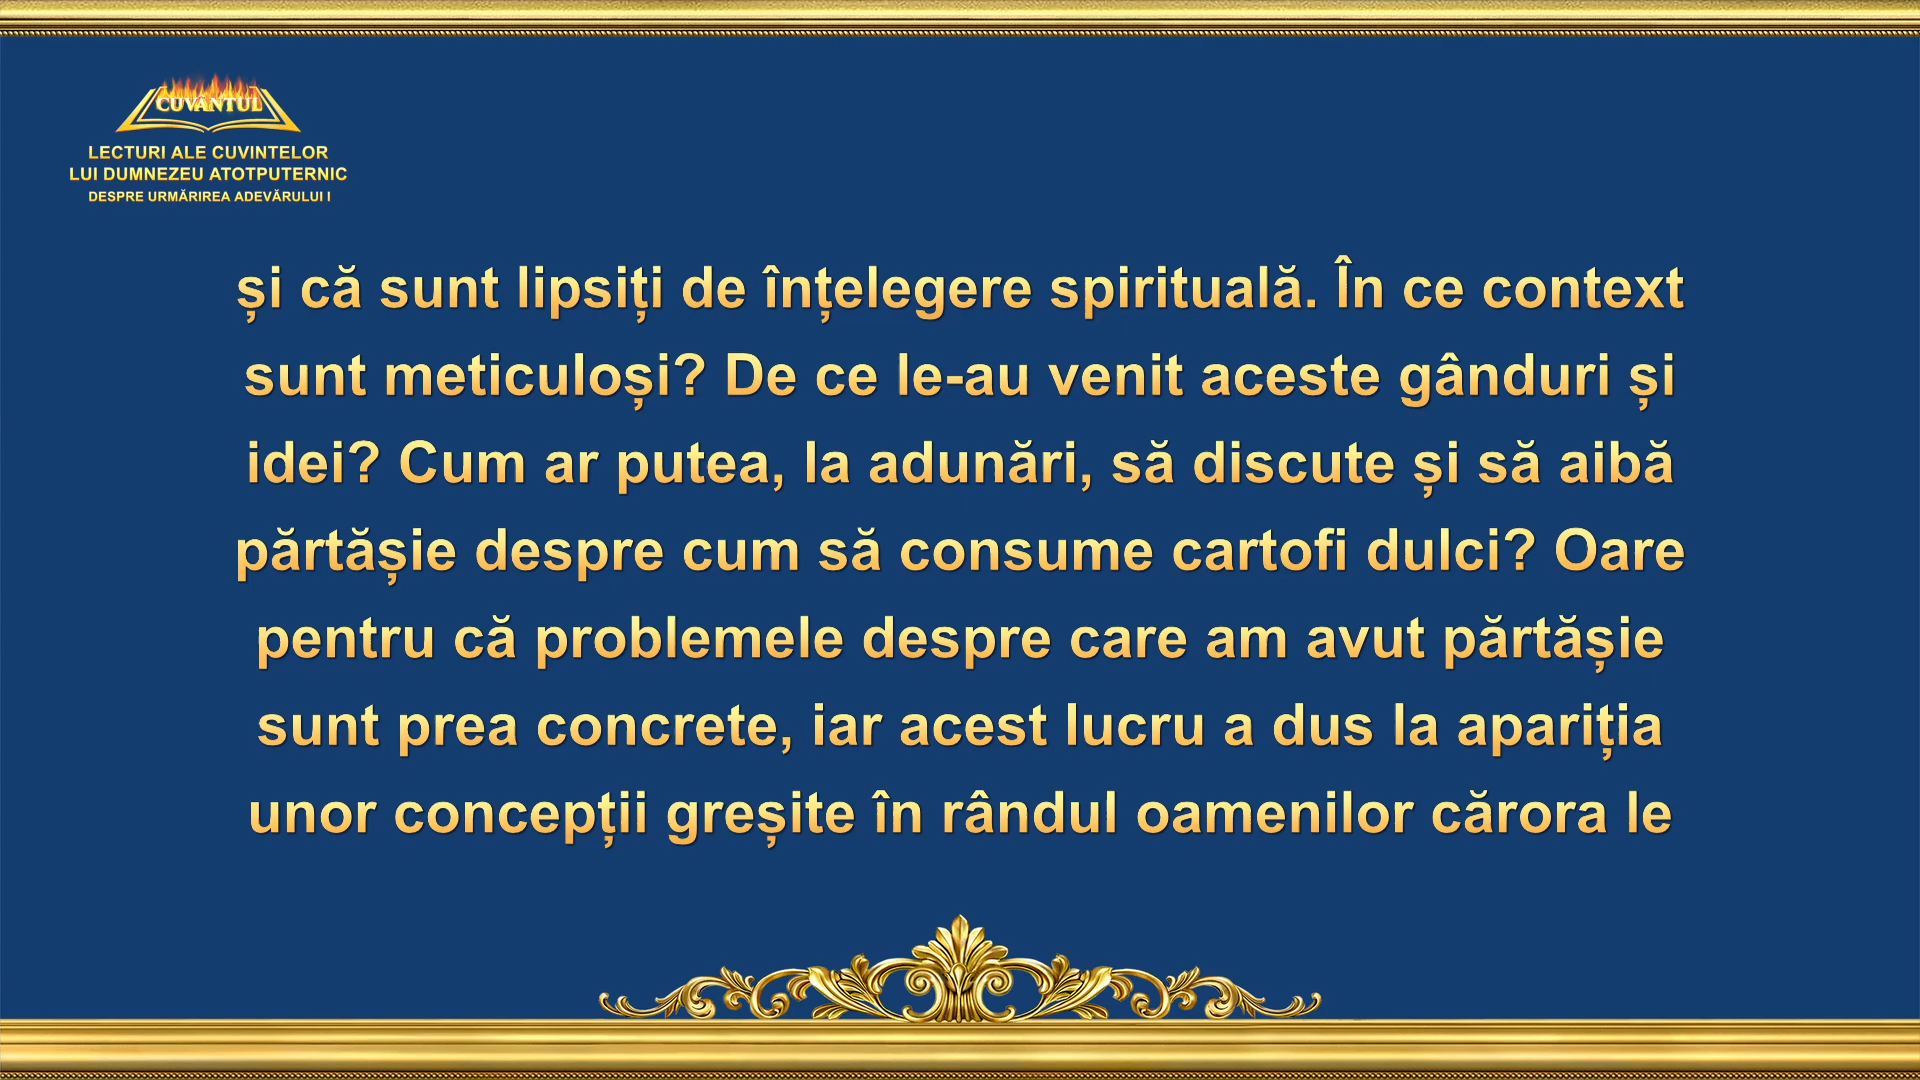 CUVÂNTUL
LECTURI ALE CUVINTELOR
LUI DUMNEZEU ATOTPUTERNIC
DESPRE URMĂRIREA ADEVĂRULUI I
și că sunt lipsiți de înțelegere spirituală. În ce context
sunt meticuloși? De ce le-au venit aceste gânduri și
idei? Cum ar putea, la adunări, să discute și să aibă
părtășie despre cum să consume cartofi dulci? Oare
pentru că problemele despre care am avut părtășie
sunt prea concrete, iar acest lucru a dus la apariția
unor concepții greșite în rândul oamenilor cărora le